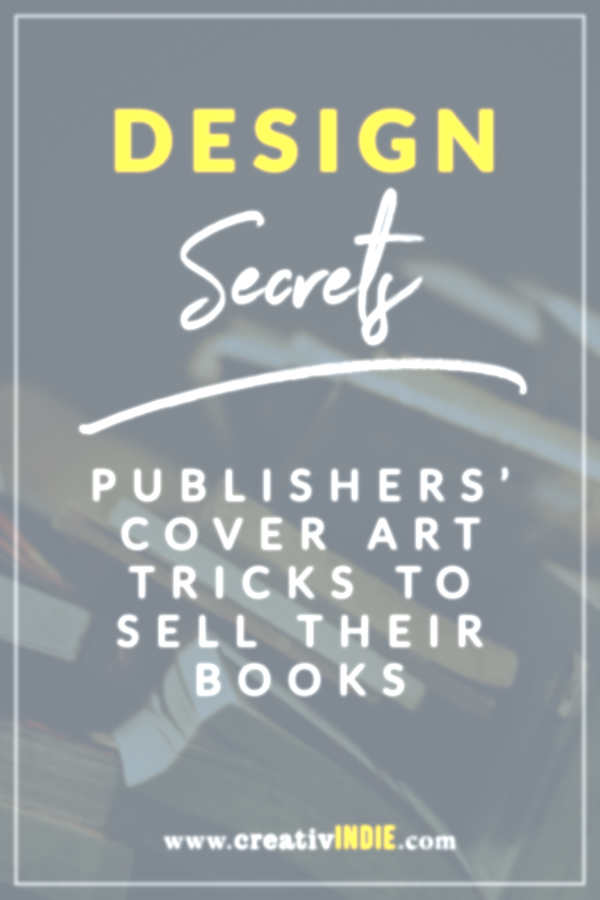 DESIGN
Secrets
PUBLISHERS’
COVER ART
TRICKS TO
SELL THEIR
BOOKS
www.creativINDIE.com